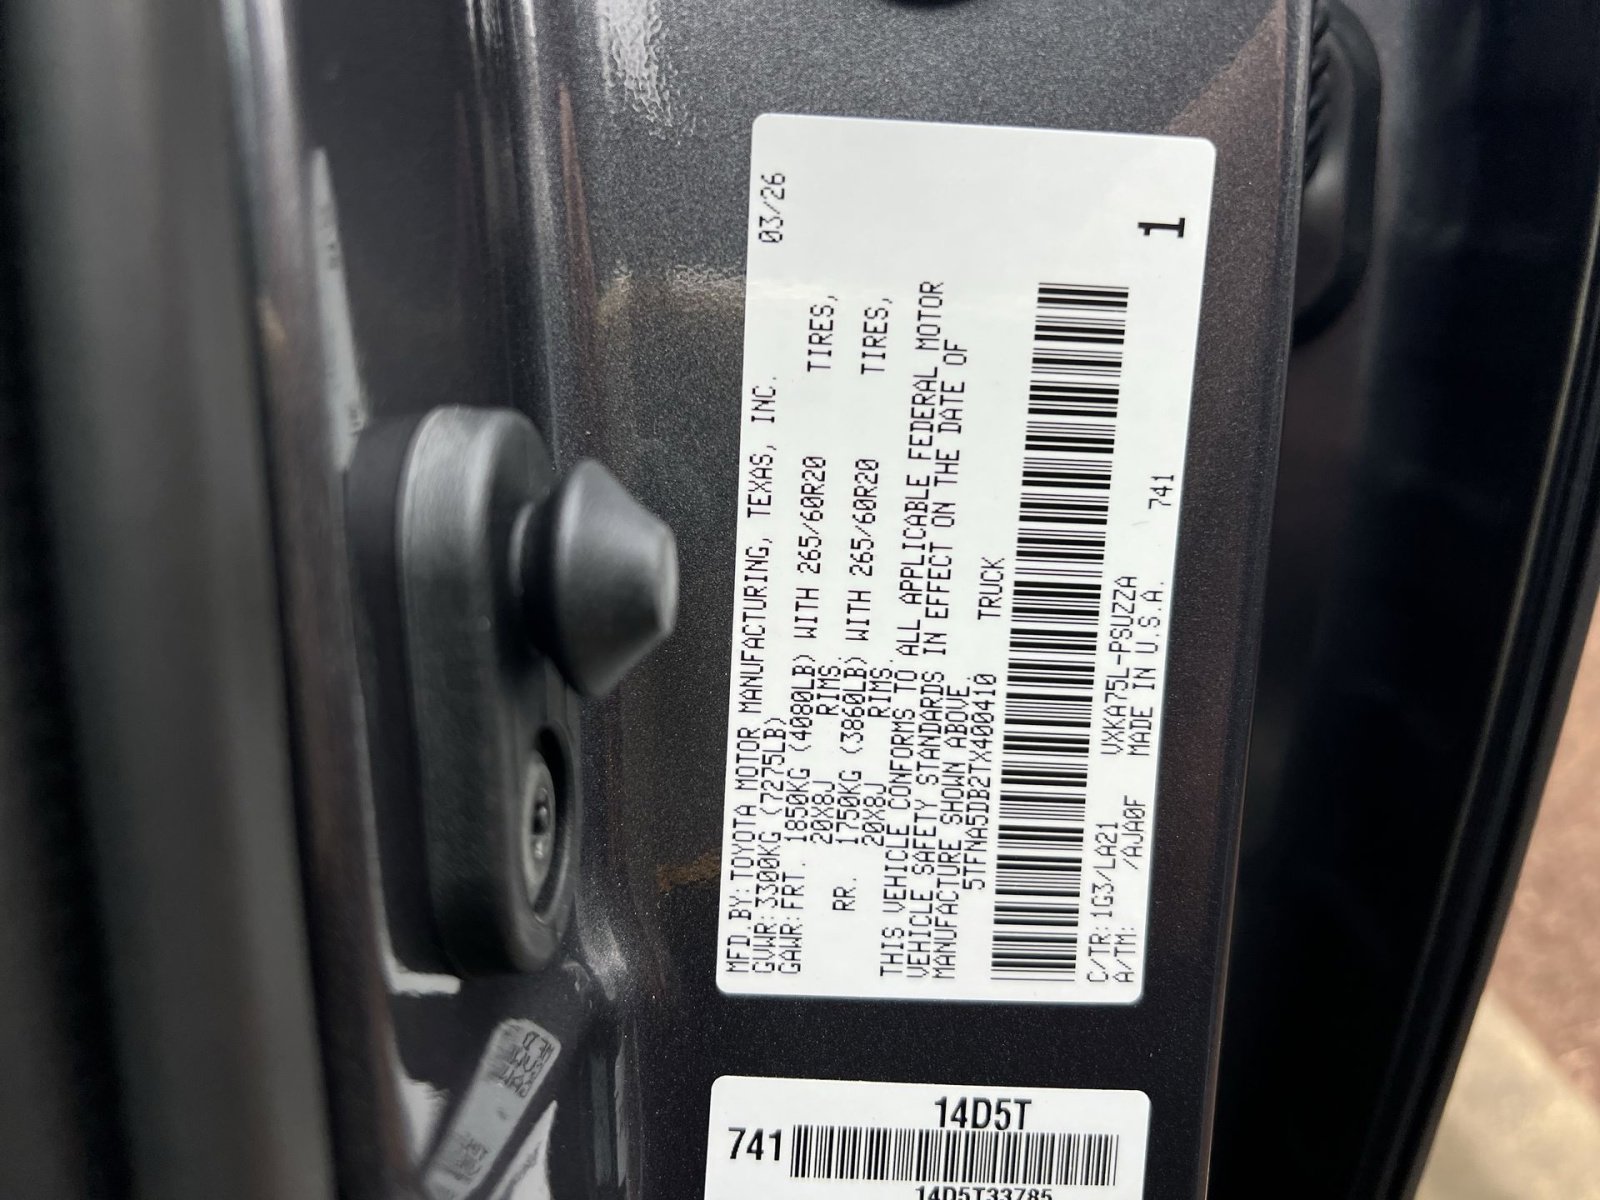 MFD.BY:TOYOTA MOTOR MANUFACTURING, TEXAS, INC. 03/26
GVWR:3300KG (7275LB)
GAWR:FRT. 1850KG (4080LB) WITH 265/60R20 TIRES,
20X8J RIMS.
RR. 1750KG (3860LB) WITH 265/60R20 TIRES,
20X8J RIMS.
THIS VEHICLE CONFORMS TO ALL APPLICABLE FEDERAL MOTOR
VEHICLE SAFETY STANDARDS IN EFFECT ON THE DATE OF
MANUFACTURE SHOWN ABOVE.
5TFNA5DB2TX400410 TRUCK
C/TR:1G3/LA21 VXKA75L-PSUZZA
A/TM: /AJA0F MADE IN U.S.A. 741 1
14D5T
741
14D5T33785